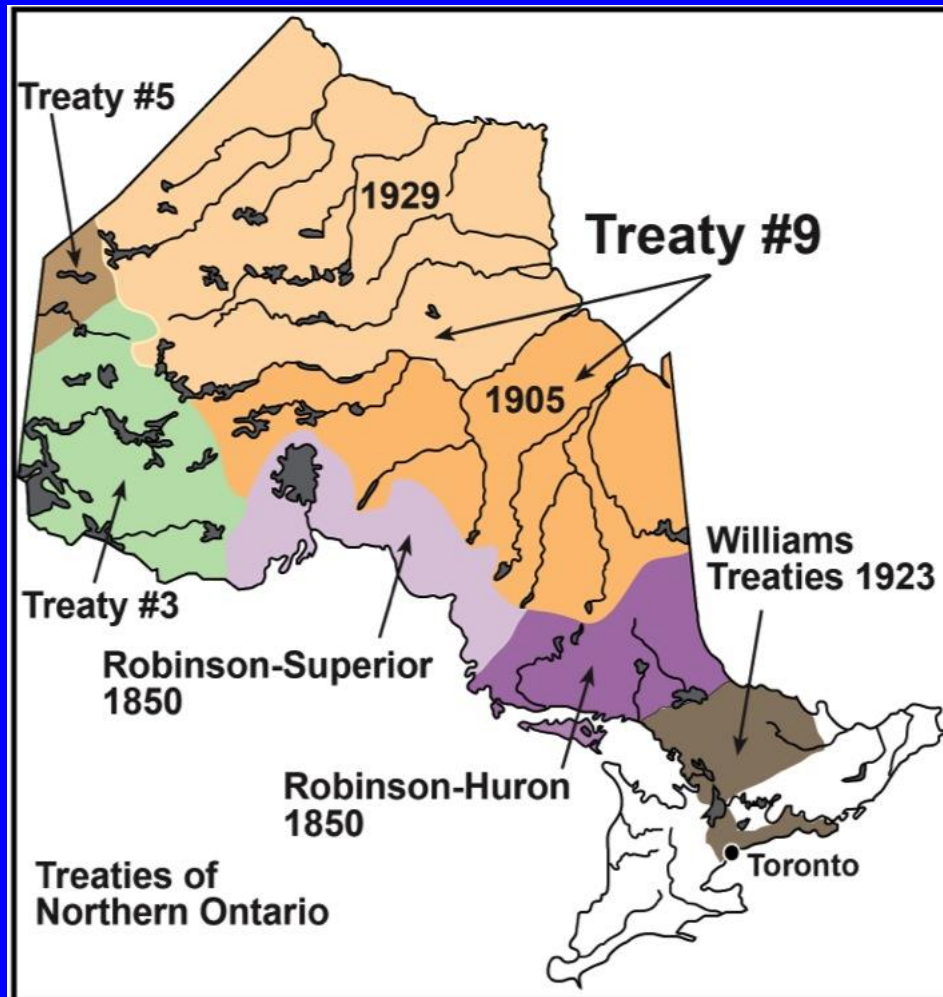 Treaty #5
1929
Treaty #9
1905
Williams
Treaties 1923
Treaty #3
Robinson-Superior
1850
Robinson-Huron
1850
Toronto
Treaties of
Northern Ontario